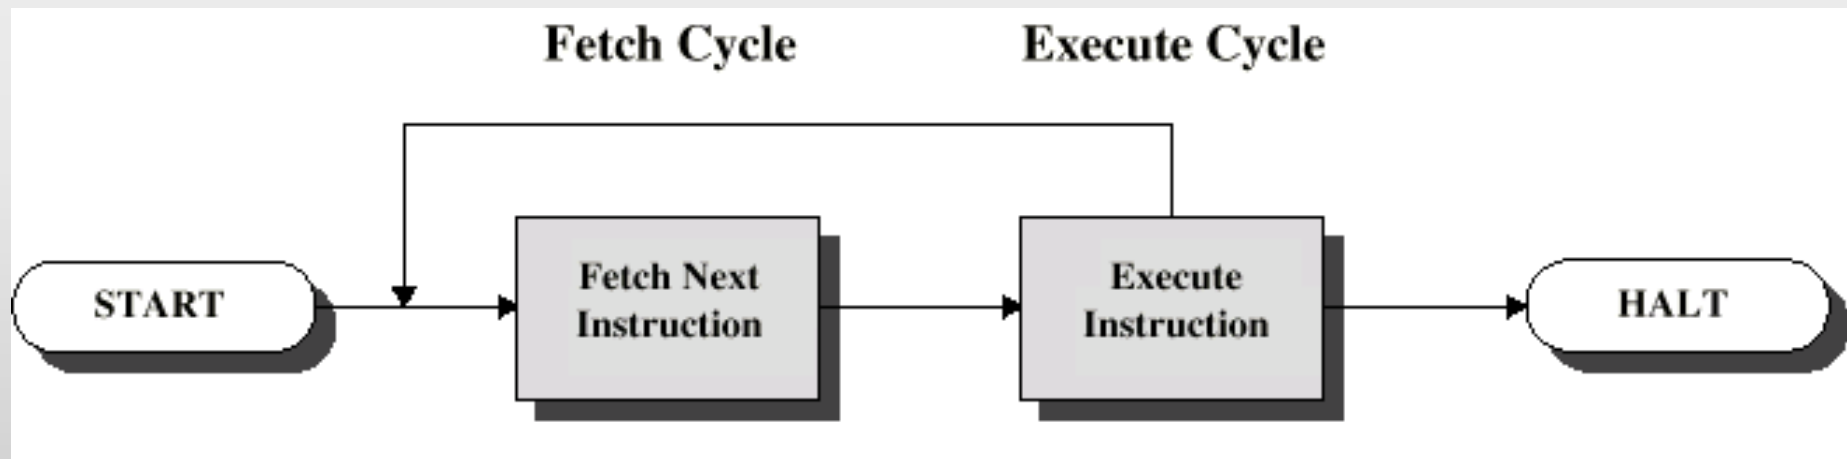 Fetch Cycle
Execute Cycle
START
Fetch Next
Instruction
Execute
Instruction
HALT